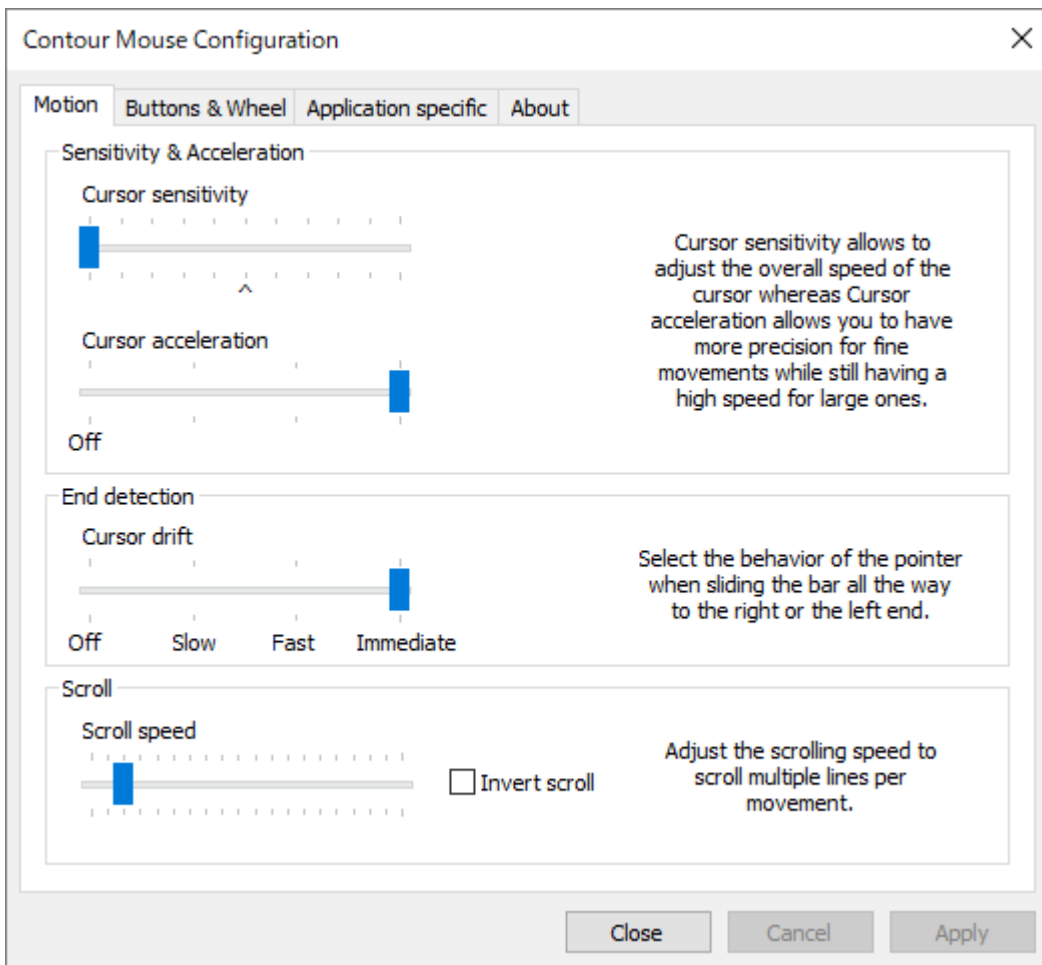 Contour Mouse Configuration
Motion
Buttons & Wheel
Application specific
About
Sensitivity & Acceleration
Cursor sensitivity
^
Cursor acceleration
Off
Cursor sensitivity allows to
adjust the overall speed of the
cursor whereas Cursor
acceleration allows you to have
more precision for fine
movements while still having a
high speed for large ones.
End detection
Cursor drift
Off
Slow
Fast
Immediate
Select the behavior of the pointer
when sliding the bar all the way
to the right or the left end.
Scroll
Scroll speed
Invert scroll
Adjust the scrolling speed to
scroll multiple lines per
movement.
Close
Cancel
Apply